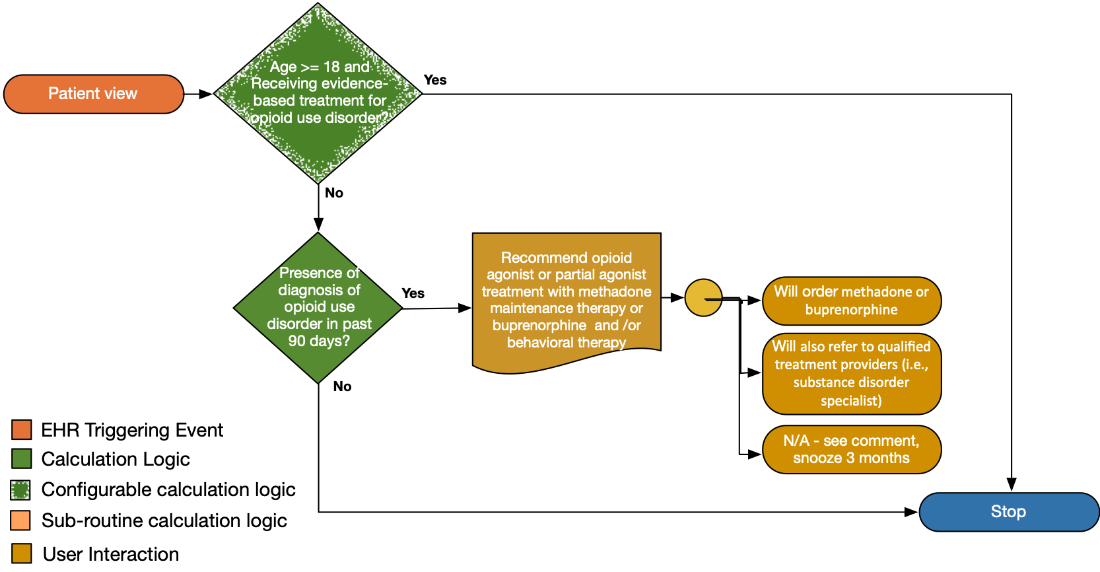 Patient view
Age >= 18 and
Receiving evidence-
based treatment for
opioid use disorder?
Yes
No
Presence of
diagnosis of
opioid use
disorder in past
90 days?
Yes
No
Recommend opioid
agonist or partial agonist
treatment with methadone
maintenance therapy or
buprenorphine and /or
behavioral therapy
Will order methadone or
buprenorphine
Will also refer to qualified
treatment providers (i.e.,
substance disorder
specialist)
N/A - see comment,
snooze 3 months
Stop
EHR Triggering Event
Calculation Logic
Configurable calculation logic
Sub-routine calculation logic
User Interaction